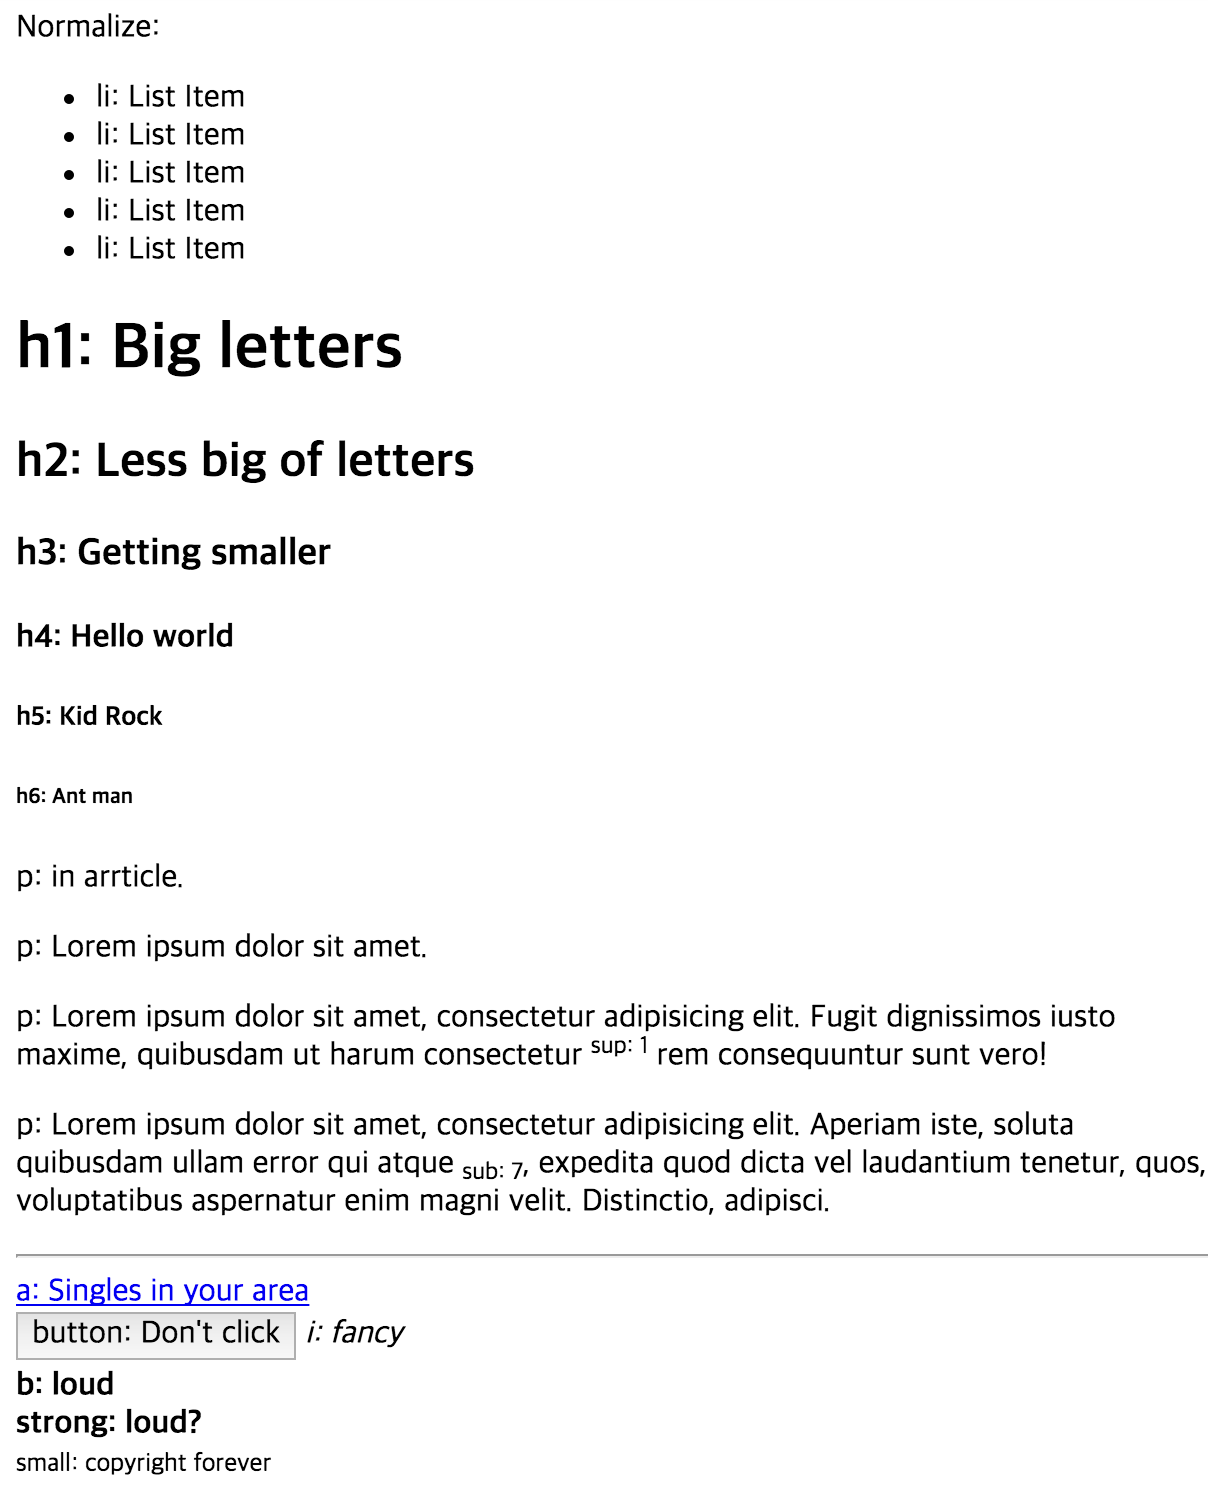 Normalize:
• li: List Item
• li: List Item
• li: List Item
• li: List Item
• li: List Item
h1: Big letters
h2: Less big of letters
h3: Getting smaller
h4: Hello world
h5: Kid Rock
h6: Ant man
p: in arrticle.
p: Lorem ipsum dolor sit amet.
p: Lorem ipsum dolor sit amet, consectetur adipisicing elit. Fugit dignissimos iusto
maxime, quibusdam ut harum consectetur sup: 1 rem consequuntur sunt vero!
p: Lorem ipsum dolor sit amet, consectetur adipisicing elit. Aperiam iste, soluta
quibusdam ullam error qui atque sub: 7, expedita quod dicta vel laudantium tenetur, quos,
voluptatibus aspernatur enim magni velit. Distinctio, adipisci.
a: Singles in your area
button: Don't click i: fancy
b: loud
strong: loud?
small: copyright forever